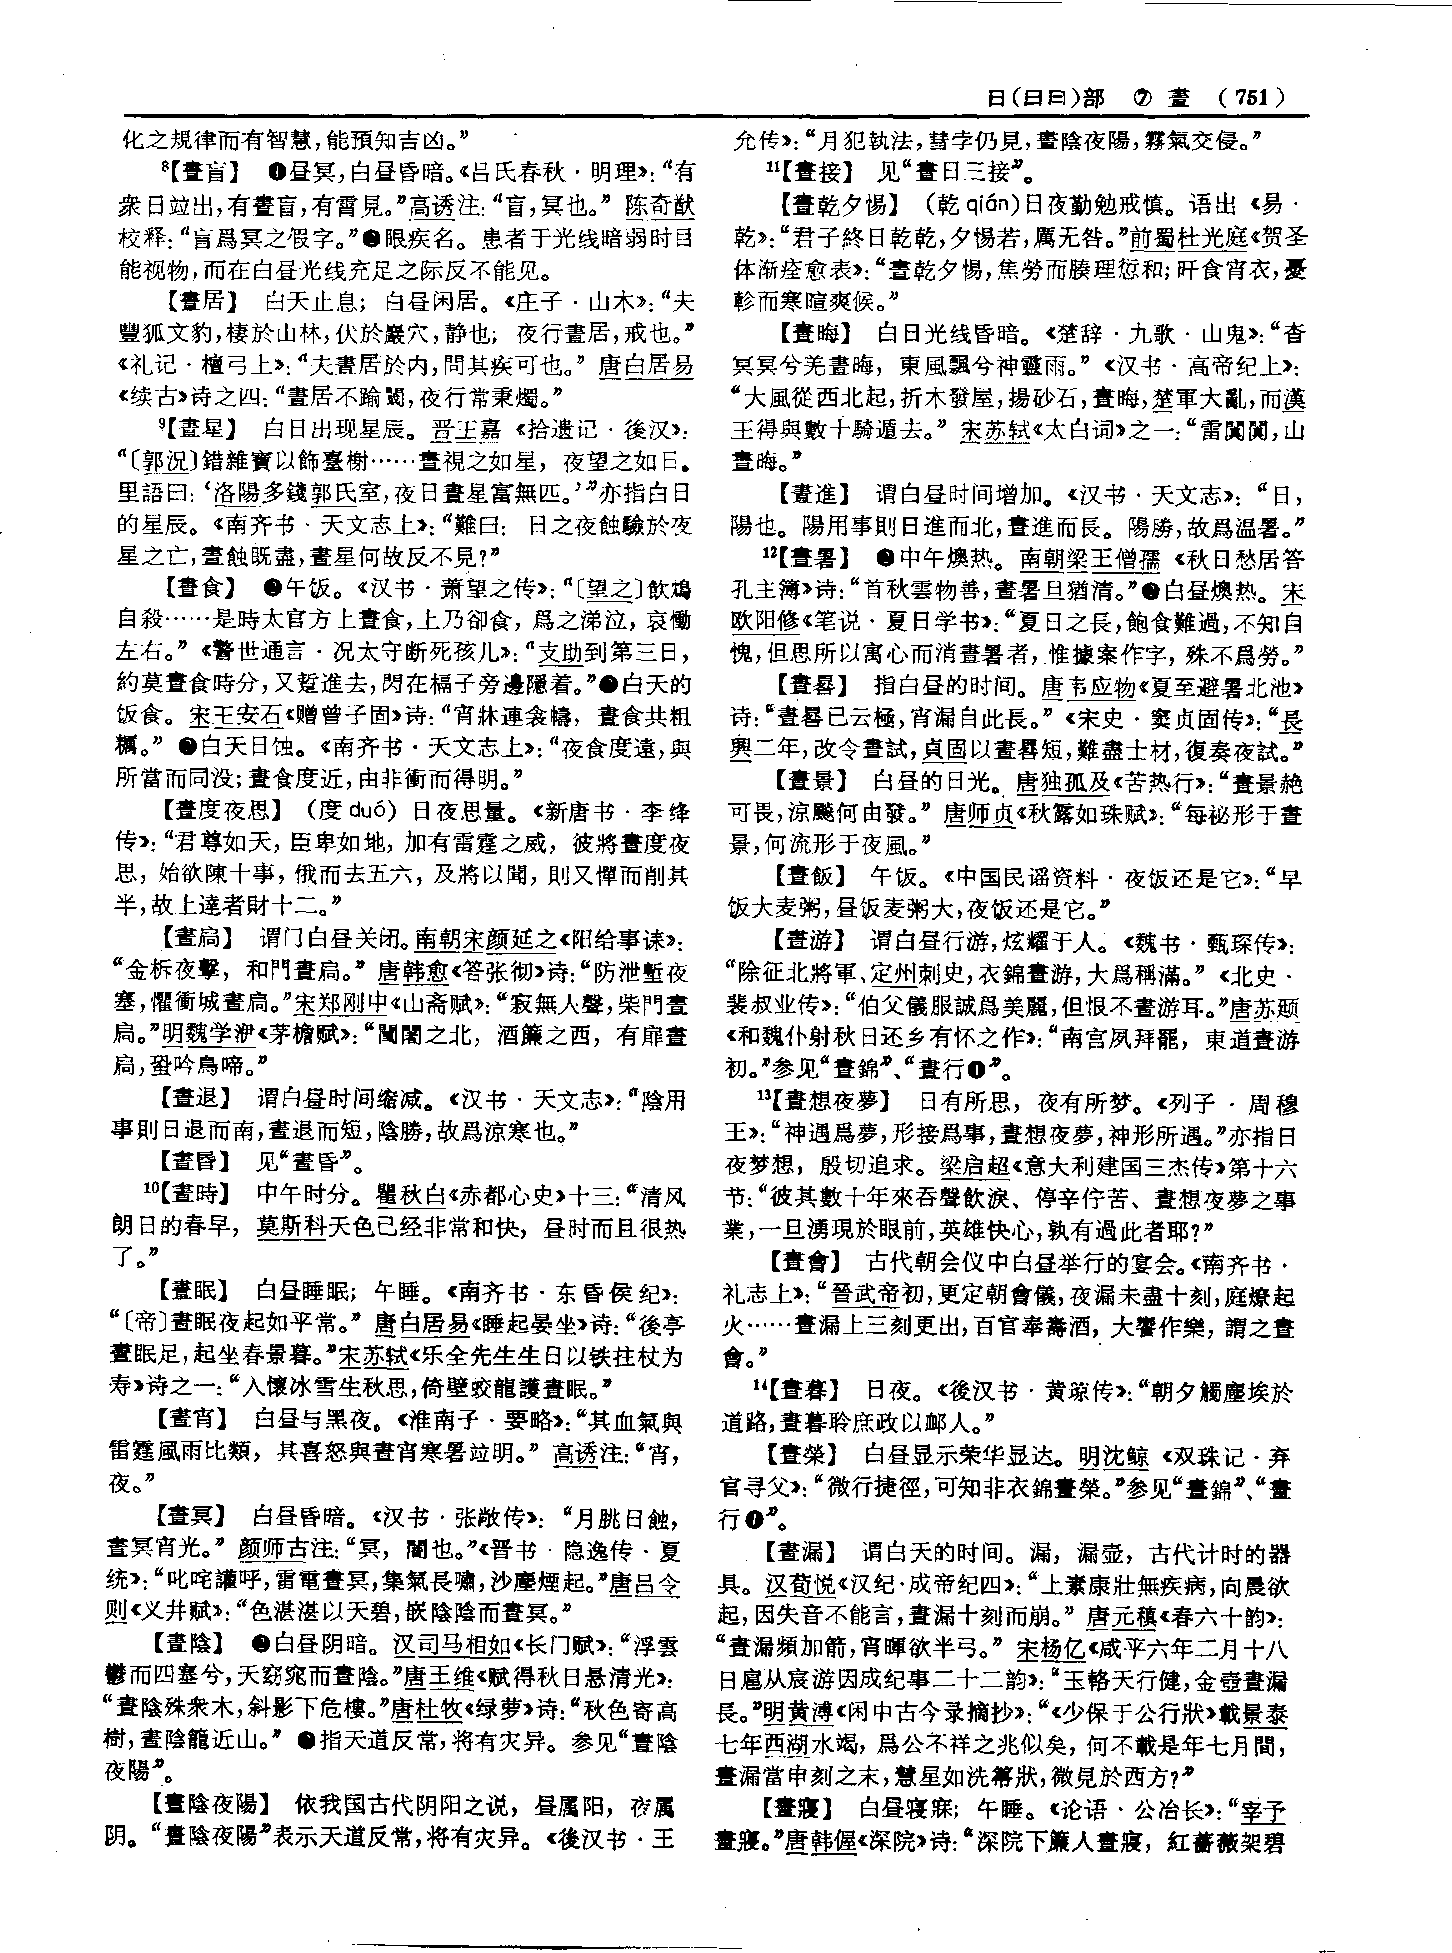 日(日曰)部 ⑦ 晝 (751)
化之規律而有智慧,能預知吉凶。”
⁸【晝盲】 ❶昼冥,白昼昏暗。《吕氏春秋·明理》:“有
衆日竝出,有晝盲,有霄見。”高诱注:“盲,冥也。” 陈奇猷
校释:“盲爲冥之假字。”❷眼疾名。患者于光线暗弱时目
能视物,而在白昼光线充足之际反不能见。
【晝居】 白天止息;白昼闲居。《庄子·山木》:“夫
豐狐文豹,棲於山林,伏於巖穴,静也;夜行晝居,戒也。”
《礼记·檀弓上》:“夫晝居於内,問其疾可也。” 唐白居易
《续古》诗之四:“晝居不踰閾,夜行常秉燭。”
⁹【晝星】 白日出现星辰。晋王嘉《拾遗记·後汉》:
“〔郭況〕錯雜寶以飾臺榭……晝視之如星,夜望之如日。
里語曰:‘洛陽多錢郭氏室,夜日晝星富無匹。’”亦指白日
的星辰。《南齐书·天文志上》:“難曰:日之夜蝕驗於夜
星之亡,晝蝕既盡,晝星何故反不見?”
【晝食】 ❶午饭。《汉书·萧望之传》:“〔望之〕飲鴆
自殺……是時太官方上晝食,上乃卻食,爲之涕泣,哀慟
左右。”《警世通言·况太守断死孩儿》:“支助到第三日,
約莫晝食時分,又踅進去,閃在槅子旁邊隱着。”❷白天的
饭食。宋王安石《赠曾子固》诗:“宵牀連衾幬,晝食共粗
糲。” ❸白天日蚀。《南齐书·天文志上》:“夜食度遠,與
所當而同没;晝食度近,由非衝而得明。”
【晝度夜思】 (度 duó) 日夜思量。《新唐书·李绛
传》:“君尊如天,臣卑如地,加有雷霆之威,彼將晝度夜
思,始欲陳十事,俄而去五六,及將以聞,則又憚而削其
半,故上達者財十二。”
【晝扃】 谓门白昼关闭。南朝宋颜延之《阳给事诔》:
“金柝夜擊,和門晝扃。” 唐韩愈《答张彻》诗:“防泄塹夜
塞,懼衝城晝扃。”宋郑刚中《山斋赋》:“寂無人聲,柴門晝
扃。”明魏学洢《茅檐赋》:“闤闠之北,酒簾之西,有扉晝
扃,蛩吟鳥啼。”
【晝退】 谓白昼时间缩减。《汉书·天文志》:“陰用
事則日退而南,晝退而短,陰勝,故爲涼寒也。”
【晝昬】 见“晝昏”。
¹⁰【晝時】 中午时分。瞿秋白《赤都心史》十三:“清风
朗日的春早,莫斯科天色已经非常和快,昼时而且很热
了。”
【晝眠】 白昼睡眠;午睡。《南齐书·东昏侯纪》:
“〔帝〕晝眠夜起如平常。” 唐白居易《睡起晏坐》诗:“後亭
晝眠足,起坐春景暮。”宋苏轼《乐全先生生日以铁拄杖为
寿》诗之一:“入懷冰雪生秋思,倚壁蛟龍護晝眠。”
【晝宵】 白昼与黑夜。《淮南子·要略》:“其血氣與
雷霆風雨比類,其喜怒與晝宵寒暑竝明。” 高诱注:“宵,
夜。”
【晝冥】 白昼昏暗。《汉书·张敞传》:“月朓日蝕,
晝冥宵光。” 颜师古注:“冥,闇也。”《晋书·隐逸传·夏
统》:“叱咤讙呼,雷電晝冥,集氣長嘯,沙塵煙起。”唐吕令
则《义井赋》:“色湛湛以天碧,嵌陰陰而晝冥。”
【晝陰】 ❶白昼阴暗。汉司马相如《长门赋》:“浮雲
鬱而四塞兮,天窈窕而晝陰。”唐王维《赋得秋日悬清光》:
“晝陰殊衆木,斜影下危樓。”唐杜牧《绿萝》诗:“秋色寄高
樹,晝陰籠近山。” ❷指天道反常,将有灾异。参见“晝陰
夜陽”。
【晝陰夜陽】 依我国古代阴阳之说,昼属阳,夜属
阴。“晝陰夜陽”表示天道反常,将有灾异。《後汉书·王
允传》:“月犯執法,彗孛仍見,晝陰夜陽,霧氣交侵。”
¹¹【晝接】 见“晝日三接”。
【晝乾夕惕】 (乾 qián)日夜勤勉戒慎。语出《易·
乾》:“君子終日乾乾,夕惕若,厲无咎。”前蜀杜光庭《贺圣
体渐痊愈表》:“晝乾夕惕,焦勞而腠理愆和;旰食宵衣,憂
軫而寒暄爽候。”
【晝晦】 白日光线昏暗。《楚辞·九歌·山鬼》:“杳
冥冥兮羌晝晦,東風飄兮神靈雨。”《汉书·高帝纪上》:
“大風從西北起,折木發屋,揚砂石,晝晦,楚軍大亂,而漢
王得與數十騎遁去。” 宋苏轼《太白词》之一:“雷闐闐,山
晝晦。”
【晝進】 谓白昼时间增加。《汉书·天文志》:“日,
陽也。陽用事則日進而北,晝進而長。陽勝,故爲温暑。”
¹²【晝暑】 ❶中午燠热。南朝梁王僧孺《秋日愁居答
孔主簿》诗:“首秋雲物善,晝暑旦猶清。”❷白昼燠热。宋
欧阳修《笔说·夏日学书》:“夏日之長,飽食難過,不知自
愧,但思所以寓心而消晝暑者,惟據案作字,殊不爲勞。”
【晝晷】 指白昼的时间。唐韦应物《夏至避暑北池》
诗:“晝晷已云極,宵漏自此長。”《宋史·窦贞固传》:“長
興二年,改令晝試,貞固以晝晷短,難盡士材,復奏夜試。”
【晝景】 白昼的日光。唐独孤及《苦热行》:“晝景絶
可畏,涼飈何由發。” 唐师贞《秋露如珠赋》:“每祕形于晝
景,何流形于夜風。”
【晝飯】 午饭。《中国民谣资料·夜饭还是它》:“早
饭大麦粥,昼饭麦粥大,夜饭还是它。”
【晝游】 谓白昼行游,炫耀于人。《魏书·甄琛传》:
“除征北將軍、定州刺史,衣錦晝游,大爲稱滿。”《北史·
裴叔业传》:“伯父儀服誠爲美麗,但恨不晝游耳。”唐苏颋
《和魏仆射秋日还乡有怀之作》:“南宫夙拜罷,東道晝游
初。”参见“晝錦”、“晝行❶”。
¹³【晝想夜夢】 日有所思,夜有所梦。《列子·周穆
王》:“神遇爲夢,形接爲事,晝想夜夢,神形所遇。”亦指日
夜梦想,殷切追求。梁启超《意大利建国三杰传》第十六
节:“彼其數十年來吞聲飲淚、停辛佇苦、晝想夜夢之事
業,一旦湧現於眼前,英雄快心,孰有過此者耶?”
【晝會】 古代朝会仪中白昼举行的宴会。《南齐书·
礼志上》:“晉武帝初,更定朝會儀,夜漏未盡十刻,庭燎起
火……晝漏上三刻更出,百官奉壽酒,大饗作樂,謂之晝
會。”
¹⁴【晝暮】 日夜。《後汉书·黄琼传》:“朝夕觸塵埃於
道路,晝暮聆庶政以卹人。”
【晝榮】 白昼显示荣华显达。明沈鲸《双珠记·弃
官寻父》:“微行捷徑,可知非衣錦晝榮。”参见“晝錦”、“晝
行❶”。
【晝漏】 谓白天的时间。漏,漏壶,古代计时的器
具。汉荀悦《汉纪·成帝纪四》:“上素康壯無疾病,向晨欲
起,因失音不能言,晝漏十刻而崩。” 唐元稹《春六十韵》:
“晝漏頻加箭,宵暉欲半弓。” 宋杨亿《咸平六年二月十八
日扈从宸游因成纪事二十二韵》:“玉輅天行健,金壺晝漏
長。”明黄溥《闲中古今录摘抄》:“《少保于公行狀》載景泰
七年西湖水竭,爲公不祥之兆似矣,何不載是年七月間,
晝漏當申刻之末,慧星如洗箒狀,微見於西方?”
【晝寢】 白昼寝寐;午睡。《论语·公冶长》:“宰予
晝寢。”唐韩偓《深院》诗:“深院下簾人晝寢,紅薔薇架碧